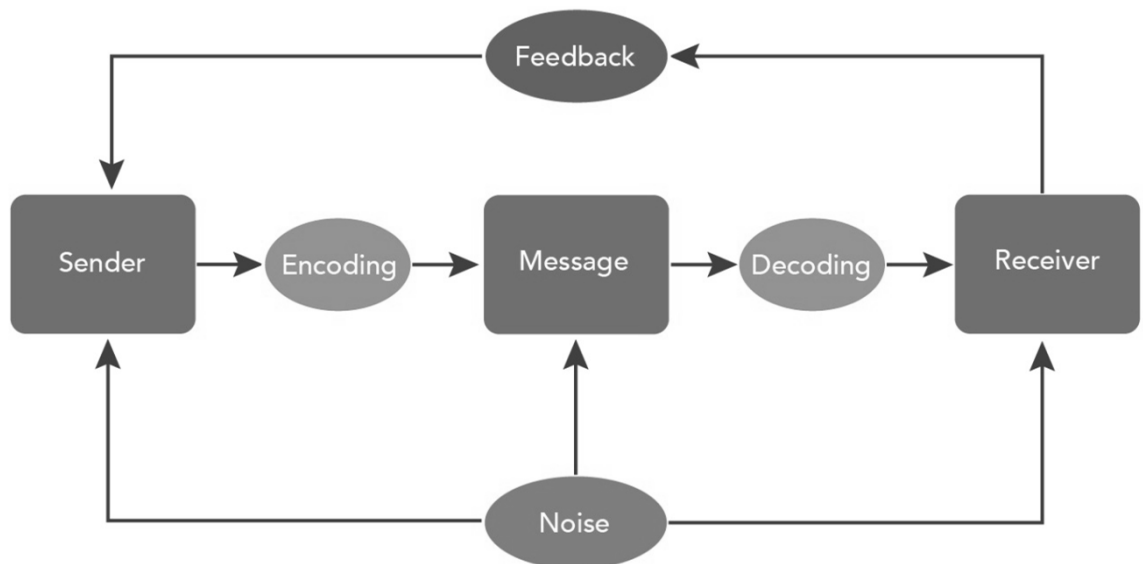 Feedback
Sender
Encoding
Message
Decoding
Receiver
Noise